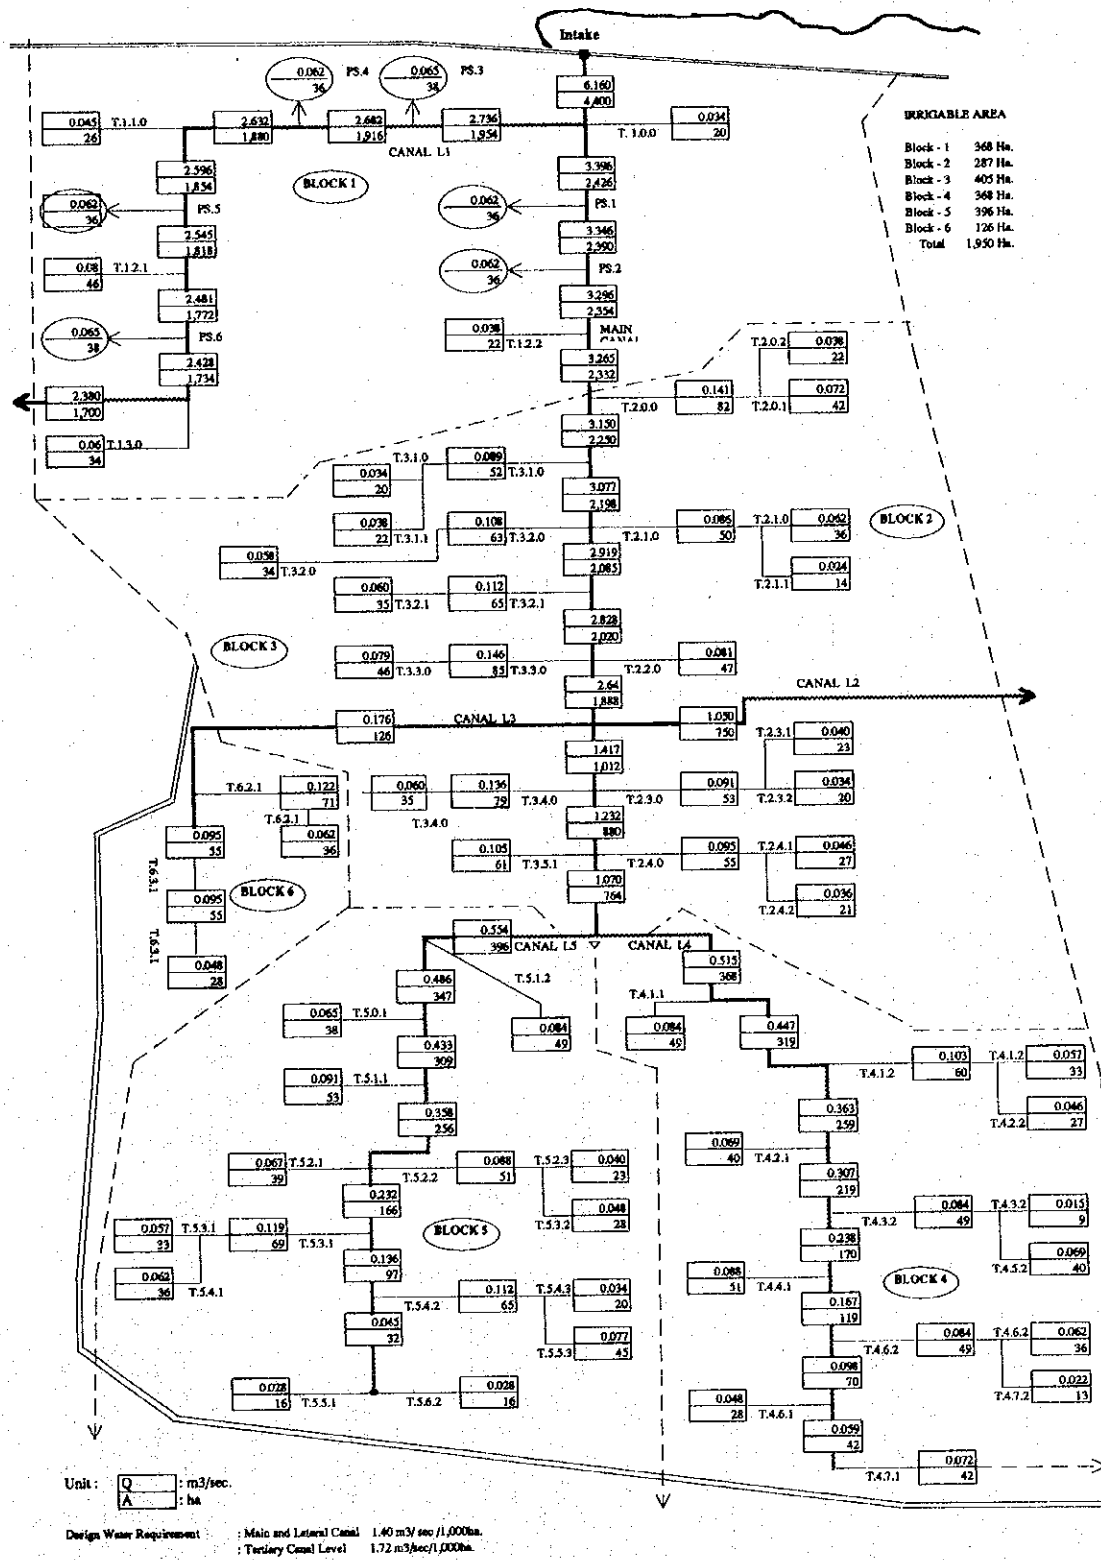 Intake
0.062 PS.4 0.065 PS.3
36 38
6.160
4,400
IRRIGABLE AREA
Block - 1 368 Ha.
Block - 2 287 Ha.
Block - 3 405 Ha.
Block - 4 368 Ha.
Block - 5 396 Ha.
Block - 6 126 Ha.
Total 1,950 Ha.
0.045 T.1.1.0 2.632 2.682 2.736 0.034
26 1,880 1,916 1,954 T.1.0.0 20
CANAL L1
2.596 3.396
1,854 BLOCK 1 2,426
0.062 PS.5 0.062 PS.1
36 36
2.545 3.346
1,818 2,390
0.08 T.1.2.1 0.062 PS.2
46 36
2.481 3.296
1,772 2,354
0.065 PS.6 0.038 MAIN
38 22 T.1.2.2 CANAL
2.428 3.265
1,734 2,332
T.2.0.2 0.038
22
2.380 0.141 0.072
1,700 T.2.0.0 82 T.2.0.1 42
0.06 T.1.3.0 3.150
34 2,250
T.3.1.0 0.089
0.034 52 T.3.1.0
20 3.077
2,198
0.038 0.108 0.086 T.2.1.0 0.062 BLOCK 2
22 T.3.1.1 63 T.3.2.0 T.2.1.0 50 36
0.058 2.919 0.024
34 T.3.2.0 2,085 T.2.1.1 14
0.060 0.112
35 T.3.2.1 65 T.3.2.1
2.828
2,020
BLOCK 3
0.079 0.146 0.081
46 T.3.3.0 85 T.3.3.0 T.2.2.0 47
2.64
1,888
CANAL L2
0.176 CANAL L3 1.050
126 750
1.417 T.2.3.1 0.040
1,012 23
T.6.2.1 0.122 0.060 0.136 0.091 0.034
71 35 79 T.3.4.0 T.2.3.0 53 T.2.3.2 20
T.6.2.1 0.062 T.3.4.0 1.232
36 880
0.095 0.105 0.095 T.2.4.1 0.046
55 61 T.3.5.1 T.2.4.0 55 27
T.6.3.1 1.070 0.036
764 T.2.4.2 21
0.095 BLOCK 6
55
T.6.3.1 0.554 CANAL L5 CANAL L4
396
0.048 0.515
28 368
0.486 T.5.1.2
347 T.4.1.1
0.065 T.5.0.1 0.084 0.084 0.447
38 49 49 319
0.433
309 0.103 T.4.1.2 0.057
T.4.1.2 60 33
0.091 T.5.1.1
53
0.358 0.363 0.046
256 259 T.4.2.2 27
0.069
40 T.4.2.1
0.067 T.5.2.1 0.088 T.5.2.3 0.040
39 T.5.2.2 51 23
0.307
219
0.232 0.048
166 T.5.3.2 28
0.084 T.4.3.2 0.015
T.4.3.2 49 9
0.057 T.5.3.1 0.119 BLOCK 5
33 69 T.5.3.1
0.238 0.069
170 T.4.5.2 40
0.062 0.136 0.088 BLOCK 4
36 T.5.4.1 97 51 T.4.4.1
0.112 T.5.4.3 0.034
T.5.4.2 65 20
0.167
119
0.045 0.077 0.084 T.4.6.2 0.062
32 T.5.5.3 45 T.4.6.2 49 36
0.098 0.022
70 T.4.7.2 13
0.028 0.028 0.048
16 T.5.5.1 T.5.6.2 16 28 T.4.6.1
0.059
42
0.072
T.4.7.1 42
Unit : Q : m3/sec.
A : ha
Design Water Requirement : Main and Lateral Canal 1.40 m3/ sec /1,000ha.
: Tertiary Canal Level 1.72 m3/sec/1,000ha.